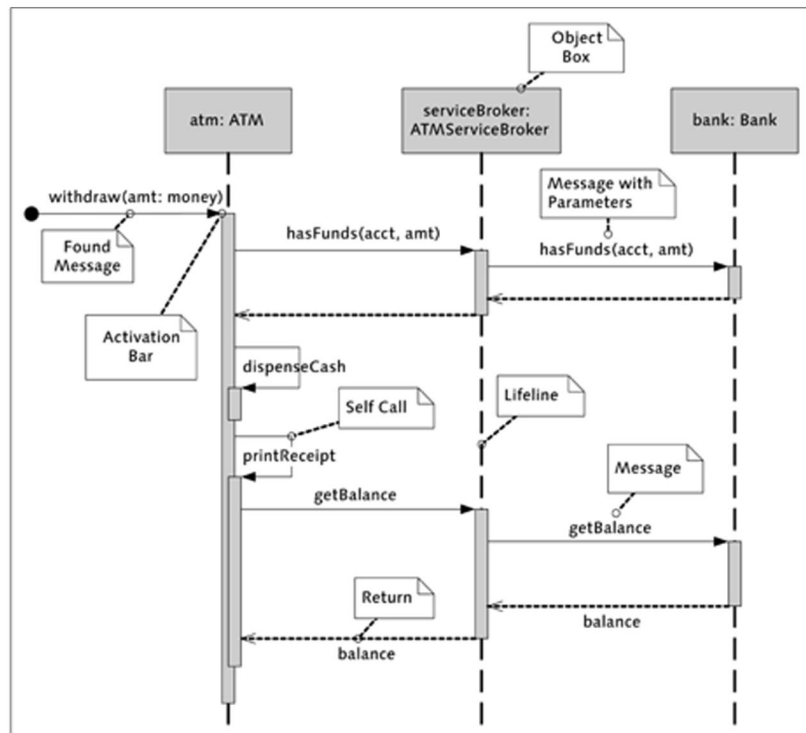 Object
Box
atm: ATM
serviceBroker:
ATMServiceBroker
bank: Bank
withdraw(amt: money)
Message with
Parameters
Found
Message
hasFunds(acct, amt)
hasFunds(acct, amt)
Activation
Bar
dispenseCash
Self Call
Lifeline
printReceipt
Message
getBalance
getBalance
Return
balance
balance